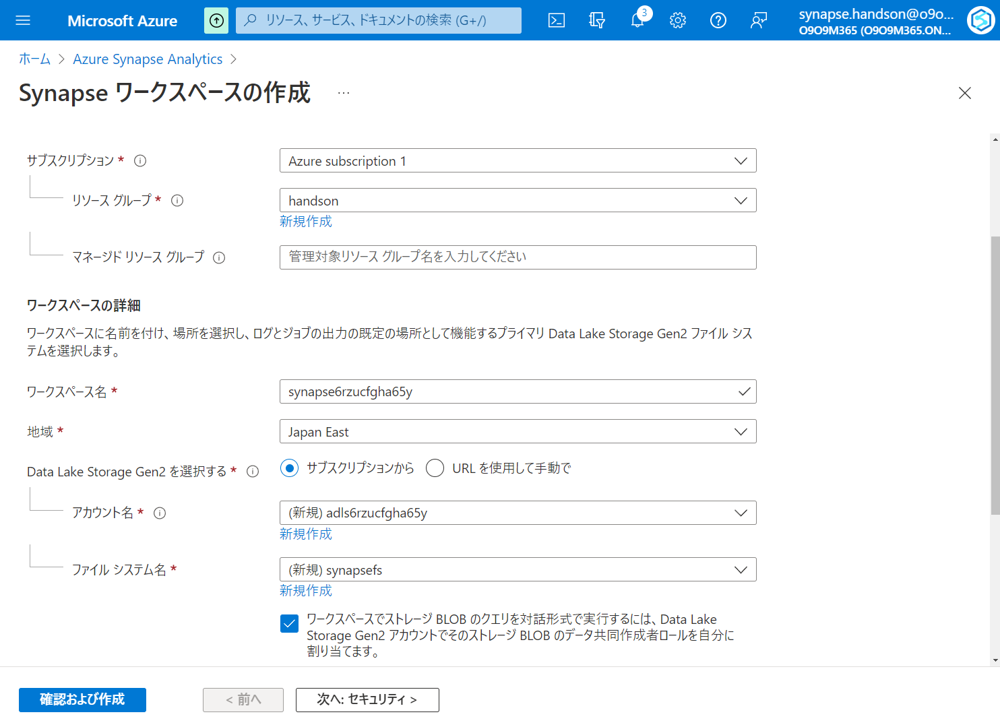 Microsoft Azure
リソース、サービス、ドキュメントの検索 (G+/)
3
synapse.handson@o9o...
O9O9M365 (O9O9M365.ON...
ホーム > Azure Synapse Analytics >
Synapse ワークスペースの作成 ...
サブスクリプション *
Azure subscription 1
リソース グループ *
handson
新規作成
マネージド リソース グループ
管理対象リソース グループ名を入力してください
ワークスペースの詳細
ワークスペースに名前を付け、場所を選択し、ログとジョブの出力の既定の場所として機能するプライマリ Data Lake Storage Gen2 ファイル シス
テムを選択します。
ワークスペース名 *
synapse6rzucfgha65y
地域 *
Japan East
Data Lake Storage Gen2 を選択する *
サブスクリプションから
URL を使用して手動で
アカウント名 *
(新規) adls6rzucfgha65y
新規作成
ファイル システム名 *
(新規) synapsefs
新規作成
ワークスペースでストレージ BLOB のクエリを対話形式で実行するには、Data Lake
Storage Gen2 アカウントでそのストレージ BLOB のデータ共同作成者ロールを自分に
割り当てます。
確認および作成
< 前へ
次へ: セキュリティ >